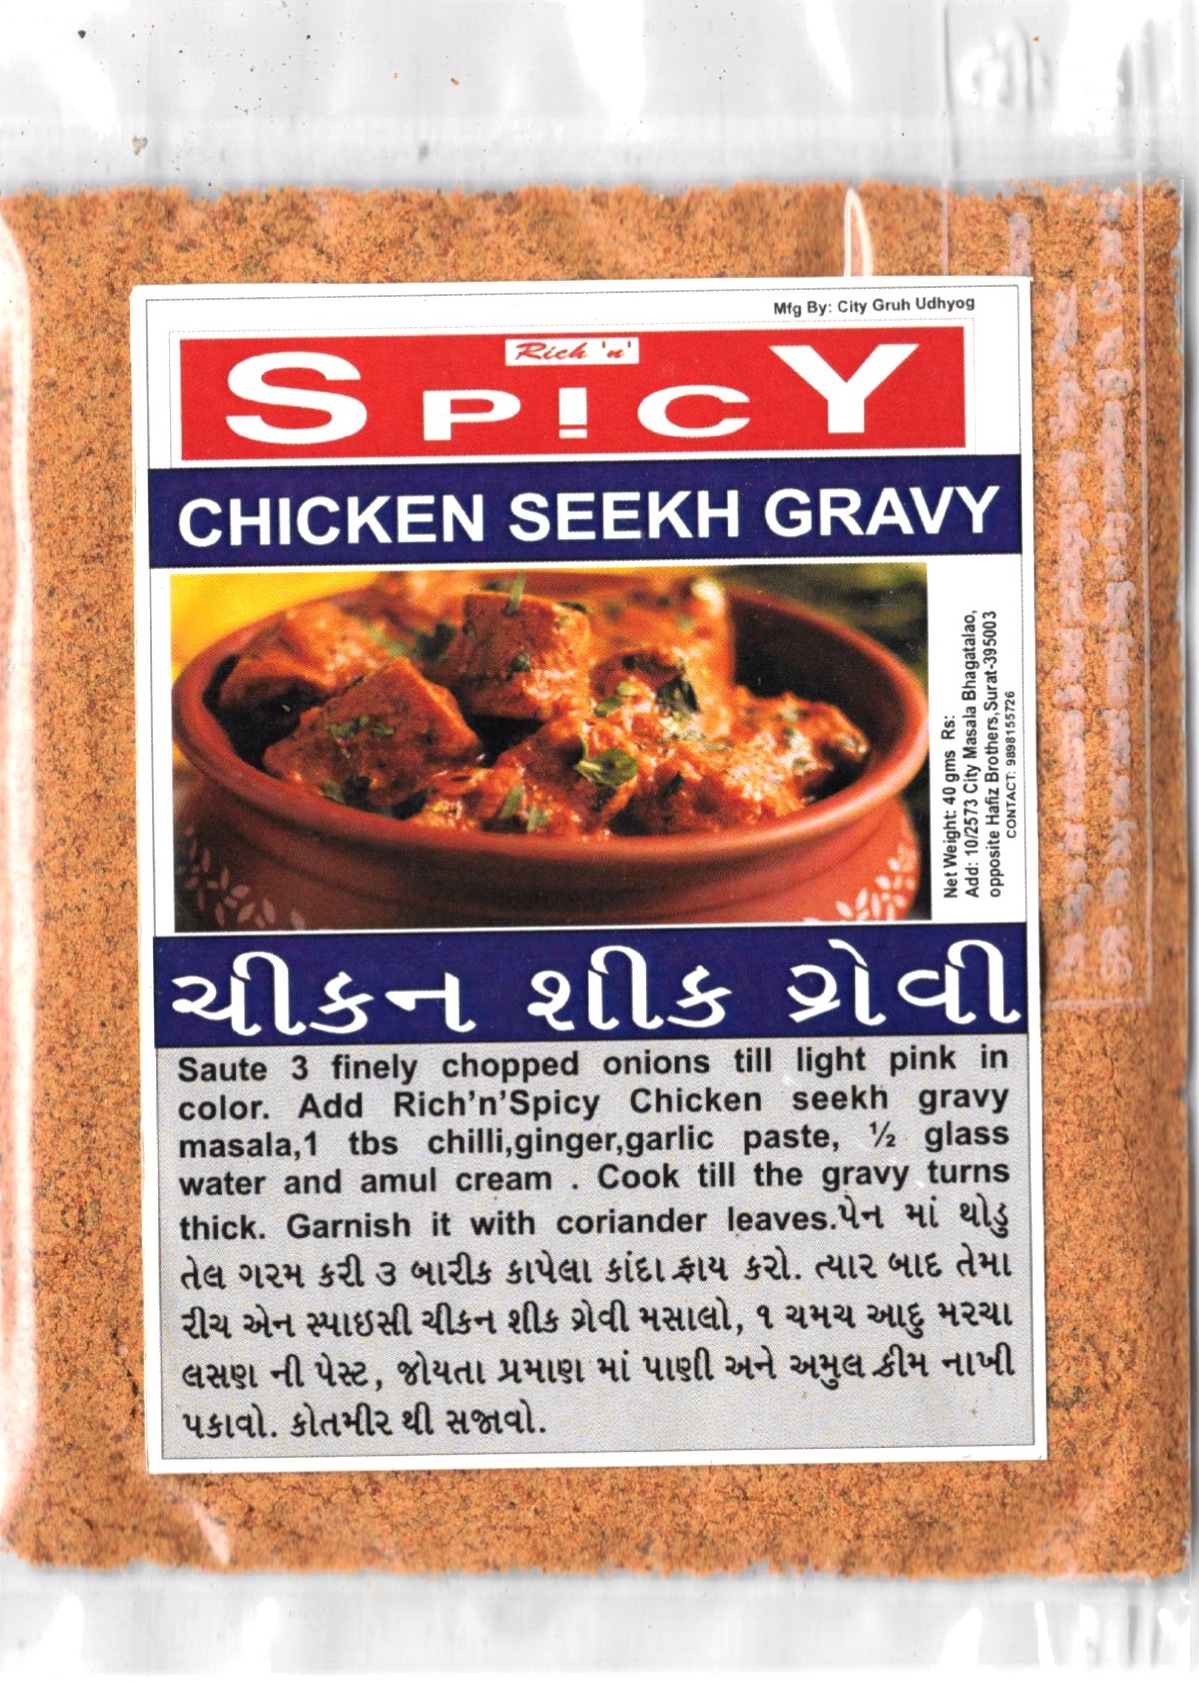 Mfg By: City Gruh Udhyog
Rich 'n'
SP!CY
CHICKEN SEEKH GRAVY
Net Weight: 40 gms Rs:
Add: 10/2573 City Masala Bhagatalao,
opposite Hafiz Brothers,Surat-395003
CONTACT: 9898155726
ચીકન શીક ગ્રેવી
Saute 3 finely chopped onions till light pink in
color. Add Rich'n'Spicy Chicken seekh gravy
masala,1 tbs chilli,ginger,garlic paste, ½ glass
water and amul cream . Cook till the gravy turns
thick. Garnish it with coriander leaves.પેન માં થોડુ
તેલ ગરમ કરી ૩ બારીક કાપેલા કાંદા ફ્રાય કરો. ત્યાર બાદ તેમા
રીચ એન સ્પાઇસી ચીકન શીક ગ્રેવી મસાલો, ૧ ચમચ આદુ મરચા
લસણ ની પેસ્ટ, જોયતા પ્રમાણ માં પાણી અને અમુલ ક્રીમ નાખી
પકાવો. કોતમીર થી સજાવો.